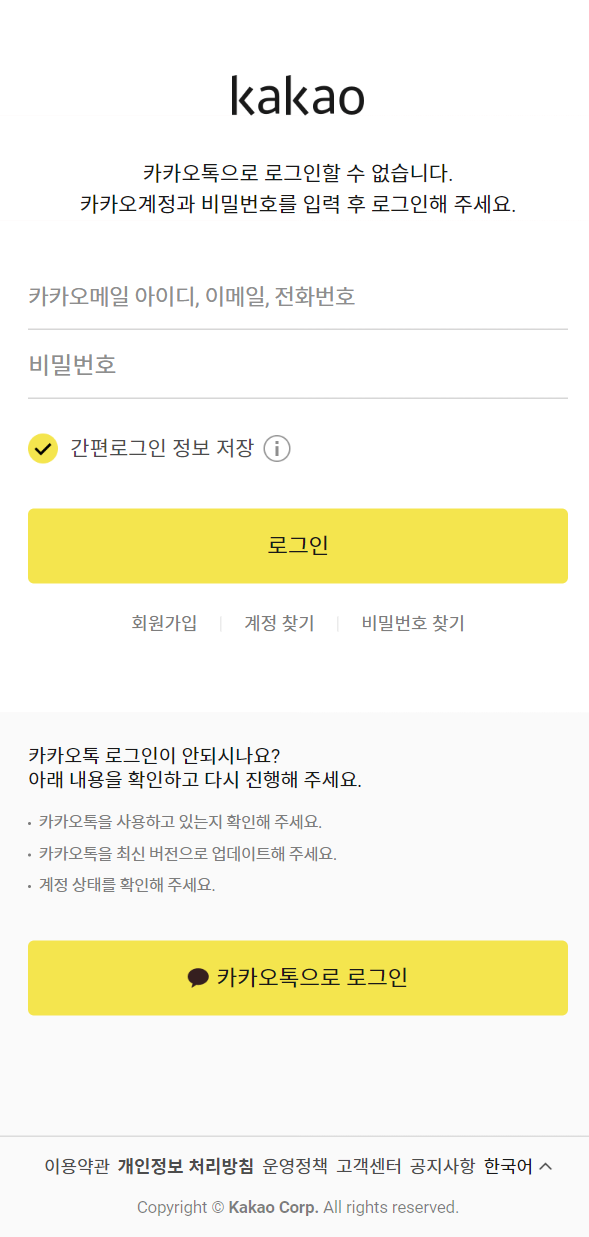 kakao
카카오톡으로 로그인할 수 없습니다.
카카오계정과 비밀번호를 입력 후 로그인해 주세요.
카카오메일 아이디, 이메일, 전화번호
비밀번호
간편로그인 정보 저장
로그인
회원가입 | 계정 찾기 | 비밀번호 찾기
카카오톡 로그인이 안되시나요?
아래 내용을 확인하고 다시 진행해 주세요.
· 카카오톡을 사용하고 있는지 확인해 주세요.
· 카카오톡을 최신 버전으로 업데이트해 주세요.
· 계정 상태를 확인해 주세요.
카카오톡으로 로그인
이용약관 개인정보 처리방침 운영정책 고객센터 공지사항 한국어
Copyright © Kakao Corp. All rights reserved.